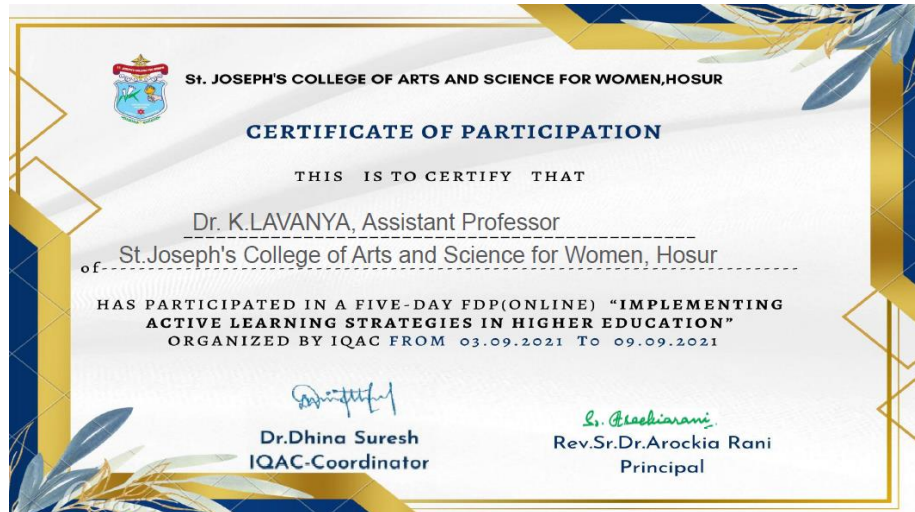 St. JOSEPH'S COLLEGE OF ARTS AND SCIENCE FOR WOMEN,HOSUR
CERTIFICATE OF PARTICIPATION
THIS IS TO CERTIFY THAT
Dr. K.LAVANYA, Assistant Professor
of St.Joseph's College of Arts and Science for Women, Hosur
HAS PARTICIPATED IN A FIVE-DAY FDP(ONLINE) “IMPLEMENTING
ACTIVE LEARNING STRATEGIES IN HIGHER EDUCATION”
ORGANIZED BY IQAC FROM 03.09.2021 TO 09.09.2021
Dr.Dhina Suresh
IQAC-Coordinator
Sr. Arockiarani
Rev.Sr.Dr.Arockia Rani
Principal